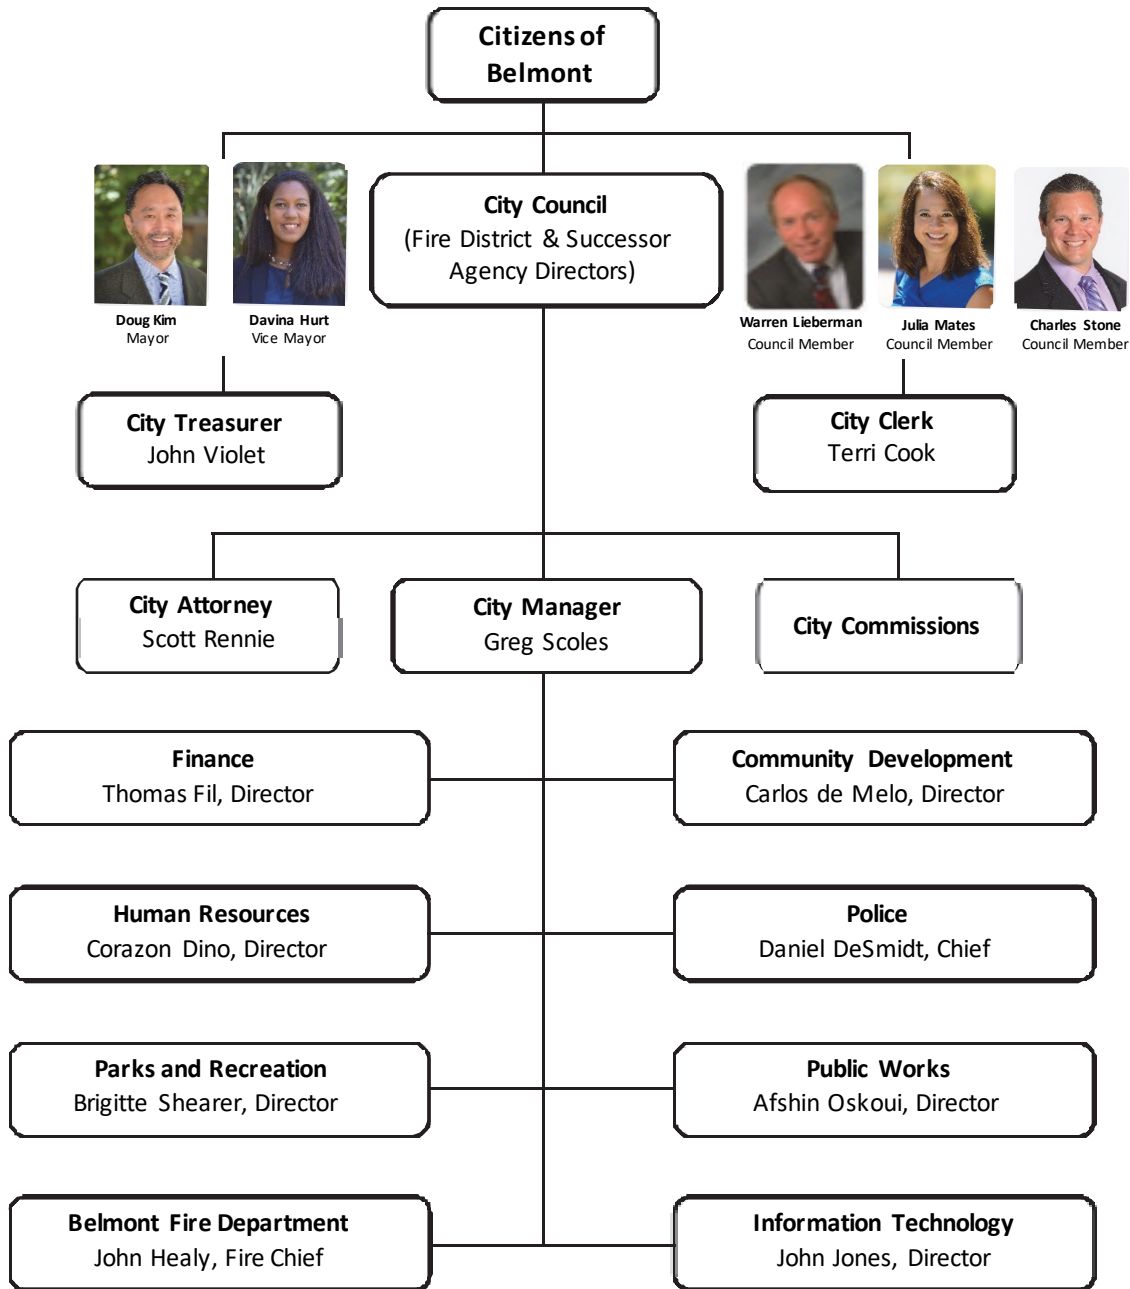 Citizens of
Belmont
City Council
(Fire District & Successor
Agency Directors)
Doug Kim
Mayor
Davina Hurt
Vice Mayor
Warren Lieberman
Council Member
Julia Mates
Council Member
Charles Stone
Council Member
City Treasurer
John Violet
City Clerk
Terri Cook
City Attorney
Scott Rennie
City Manager
Greg Scoles
City Commissions
Finance
Thomas Fil, Director
Community Development
Carlos de Melo, Director
Human Resources
Corazon Dino, Director
Police
Daniel DeSmidt, Chief
Parks and Recreation
Brigitte Shearer, Director
Public Works
Afshin Oskoui, Director
Belmont Fire Department
John Healy, Fire Chief
Information Technology
John Jones, Director